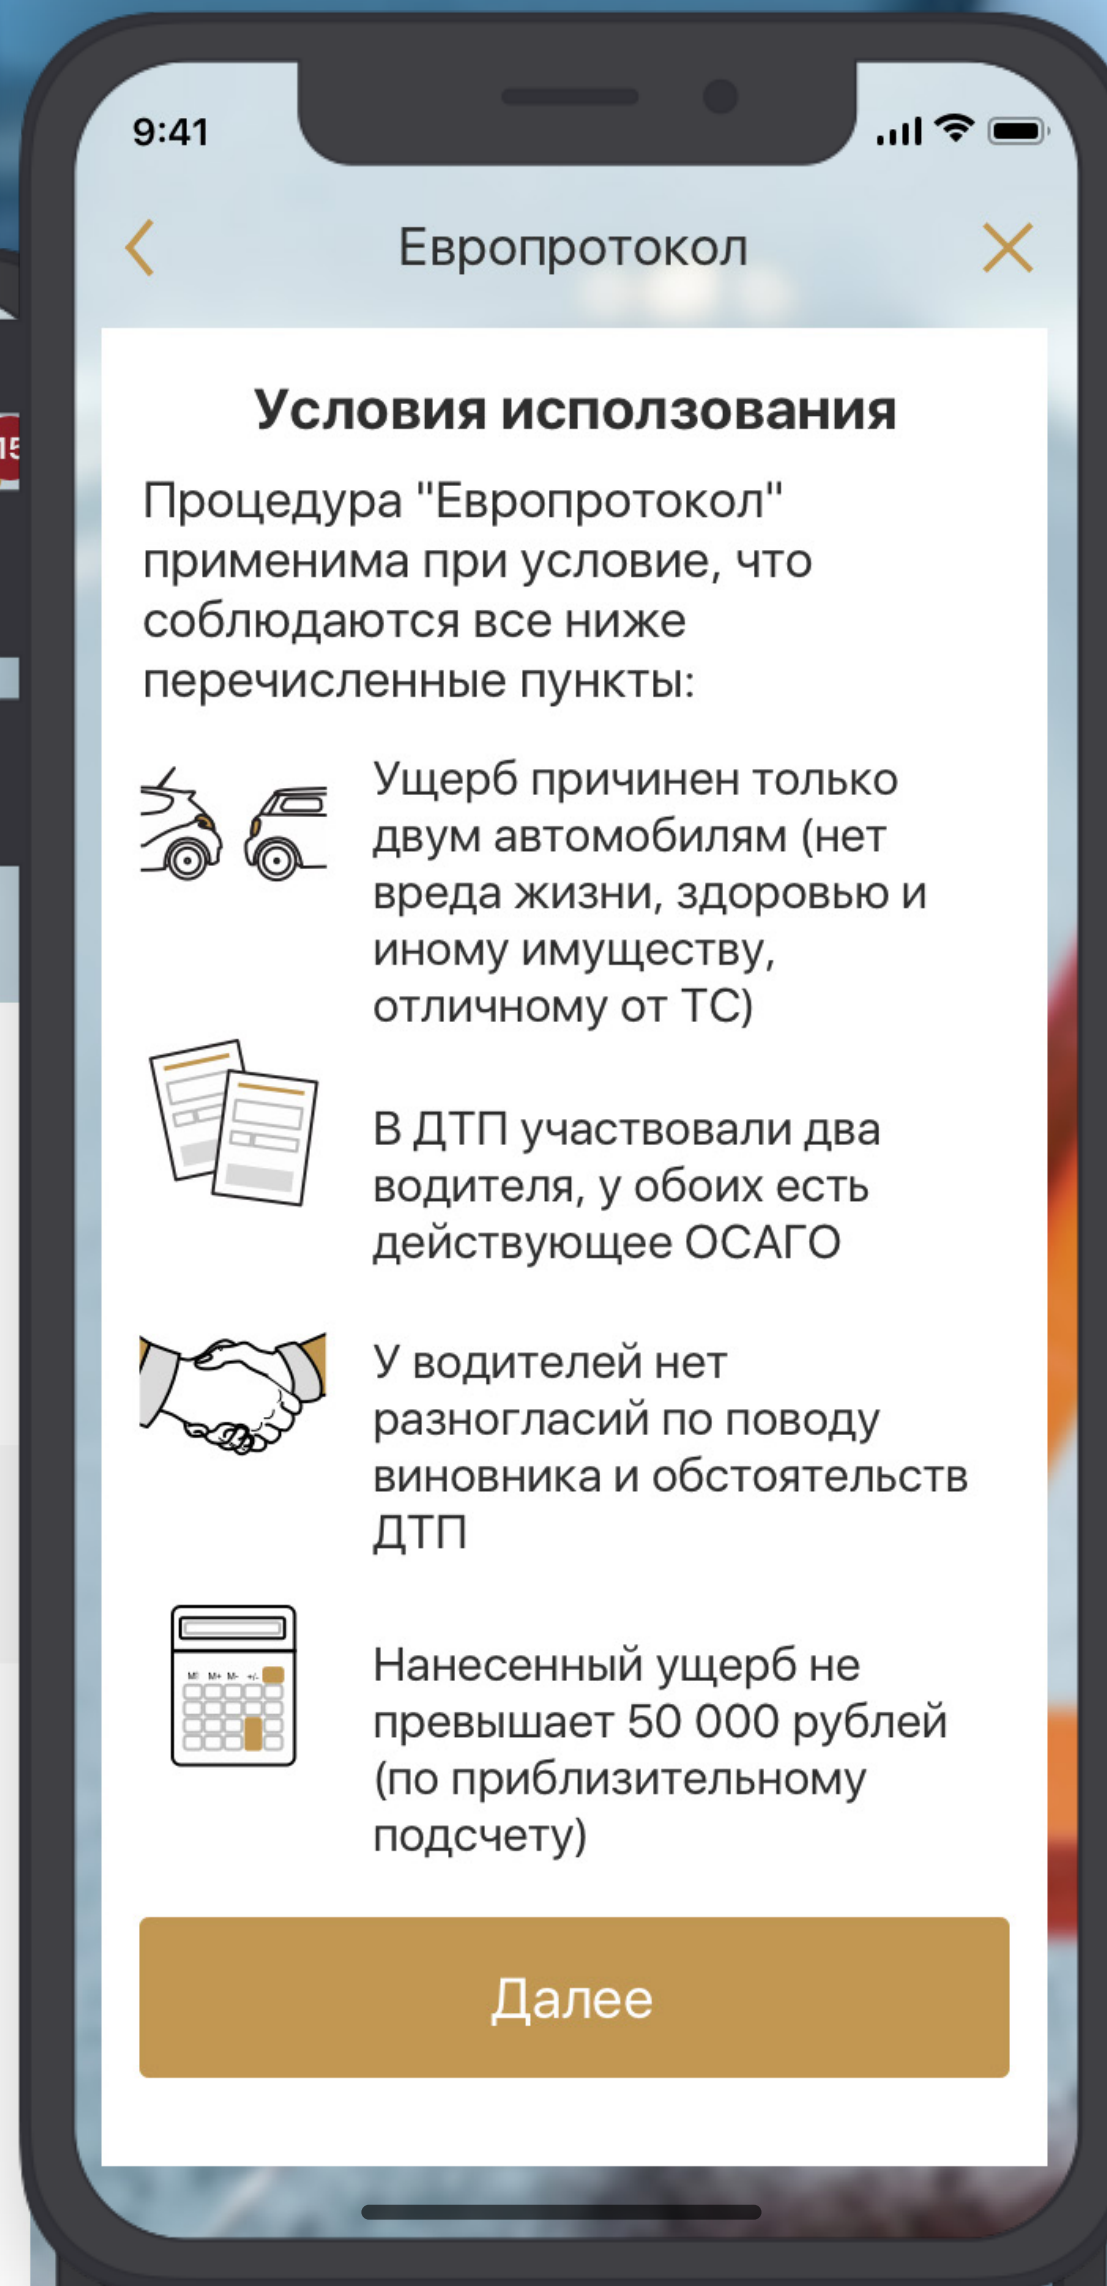 9:41
Европротокол
15
Условия исползования
Процедура "Европротокол"
применима при условие, что
соблюдаются все ниже
перечисленные пункты:
Ущерб причинен только
двум автомобилям (нет
вреда жизни, здоровью и
иному имуществу,
отличному от ТС)
В ДТП участвовали два
водителя, у обоих есть
действующее ОСАГО
У водителей нет
разногласий по поводу
виновника и обстоятельств
ДТП
M+ M- +/-
Нанесенный ущерб не
превышает 50 000 рублей
(по приблизительному
подсчету)
Далее